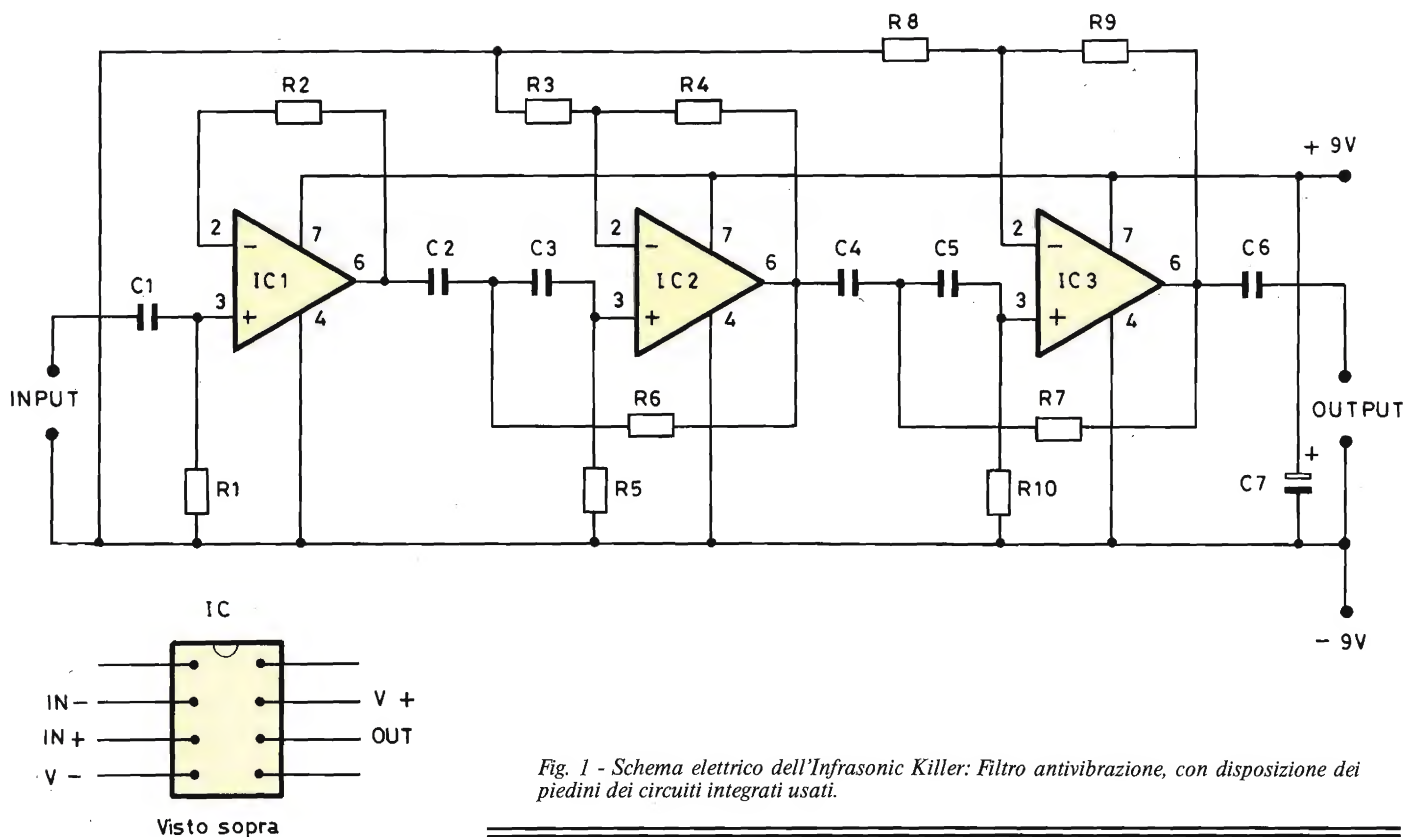 R8
R9
R2
R3
R4
+ 9V
2
7
C1
3
IC1
6
4
C2
C3
2
7
3
IC2
6
4
C4
C5
2
7
3
IC3
6
4
C6
INPUT
R6
R7
OUTPUT
R1
R5
R10
C7
+
- 9V
IC
IN -
V +
IN +
OUT
V -
Visto sopra
Fig. 1 - Schema elettrico dell'Infrasonic Killer: Filtro antivibrazione, con disposizione dei
piedini dei circuiti integrati usati.